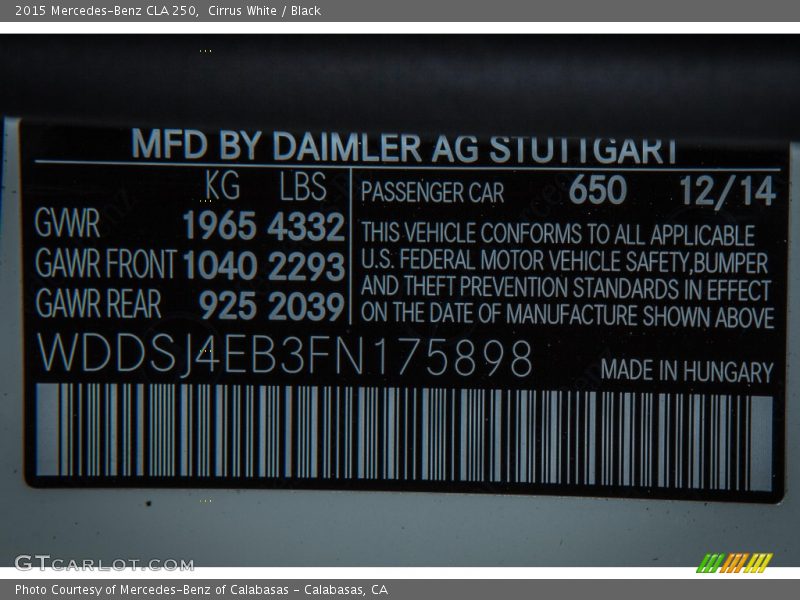 2015 Mercedes-Benz CLA 250, Cirrus White / Black
MFD BY DAIMLER AG STUTTGART
KG LBS
GVWR 1965 4332
GAWR FRONT 1040 2293
GAWR REAR 925 2039
PASSENGER CAR 650 12/14
THIS VEHICLE CONFORMS TO ALL APPLICABLE
U.S. FEDERAL MOTOR VEHICLE SAFETY,BUMPER
AND THEFT PREVENTION STANDARDS IN EFFECT
ON THE DATE OF MANUFACTURE SHOWN ABOVE
WDDSJ4EB3FN175898
MADE IN HUNGARY
GTCARLOT.COM
Photo Courtesy of Mercedes-Benz of Calabasas - Calabasas, CA